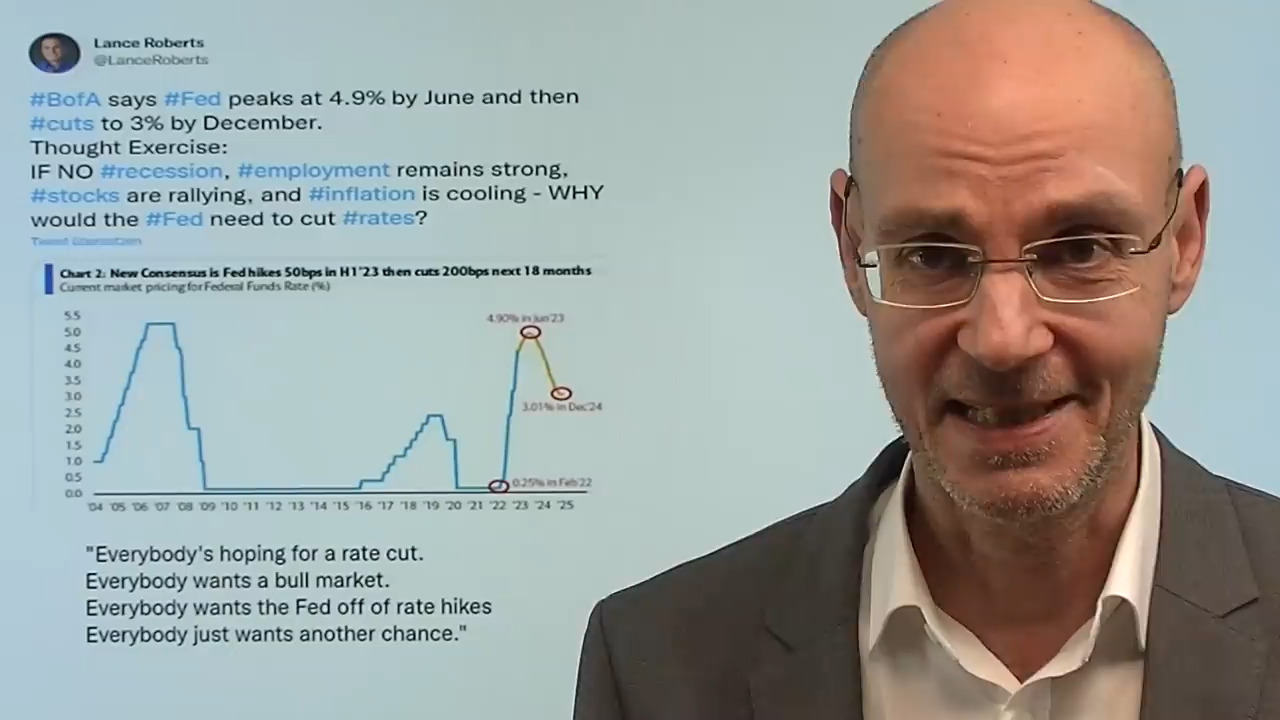 Lance Roberts
@LanceRoberts
#BofA says #Fed peaks at 4.9% by June and then
#cuts to 3% by December.
Thought Exercise:
IF NO #recession, #employment remains strong,
#stocks are rallying, and #inflation is cooling - WHY
would the #Fed need to cut #rates?
Tweet übersetzen
Chart 2: New Consensus is Fed hikes 50bps in H1'23 then cuts 200bps next 18 months
Current market pricing for Federal Funds Rate (%)
5.5
5.0
4.5
4.0
3.5
3.0
2.5
2.0
1.5
1.0
0.5
0.0
4.90% in Jun'23
3.01% in Dec'24
0.25% in Feb'22
'04 '05 '06 '07 '08 '09 '10 '11 '12 '13 '14 '15 '16 '17 '18 '19 '20 '21 '22 '23 '24 '25
"Everybody's hoping for a rate cut.
Everybody wants a bull market.
Everybody wants the Fed off of rate hikes
Everybody just wants another chance."